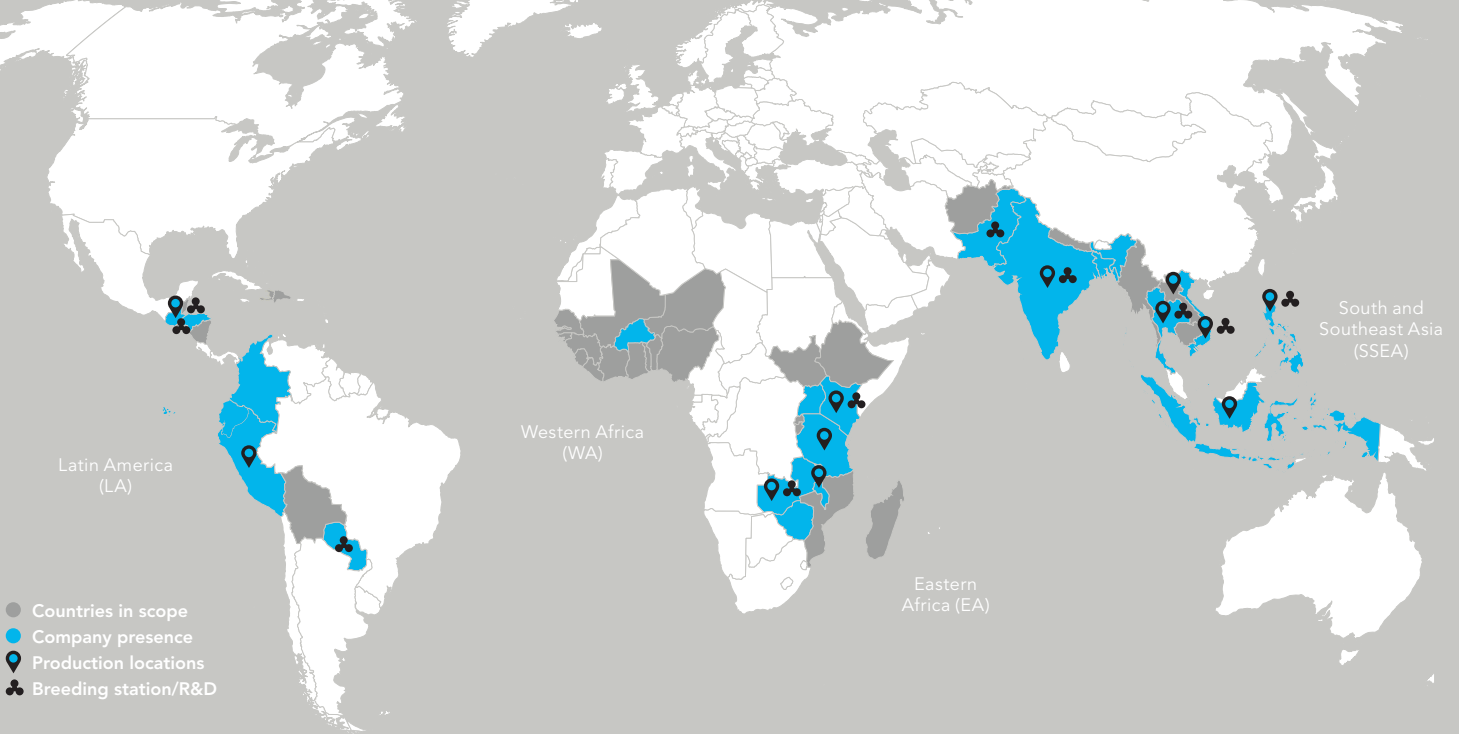 South and
Southeast Asia
(SSEA)
Western Africa
(WA)
Latin America
(LA)
Eastern
Africa (EA)
Countries in scope
Company presence
Production locations
Breeding station/R&D